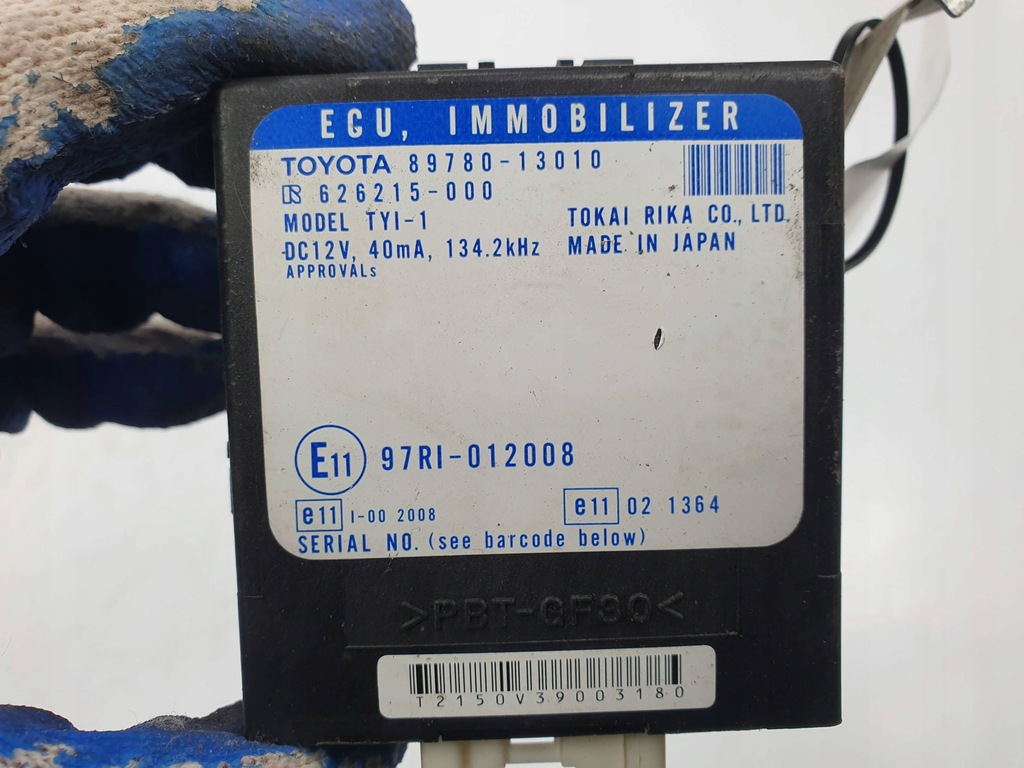 ECU, IMMOBILIZER
TOYOTA 89780-13010
626215-000
MODEL TYI-1 TOKAI RIKA CO., LTD.
DC12V, 40mA, 134.2kHz MADE IN JAPAN
APPROVALs
E11 97RI-012008
e11 I-00 2008 e11 02 1364
SERIAL NO. (see barcode below)
>PBT-GF30<
T2150V39003180